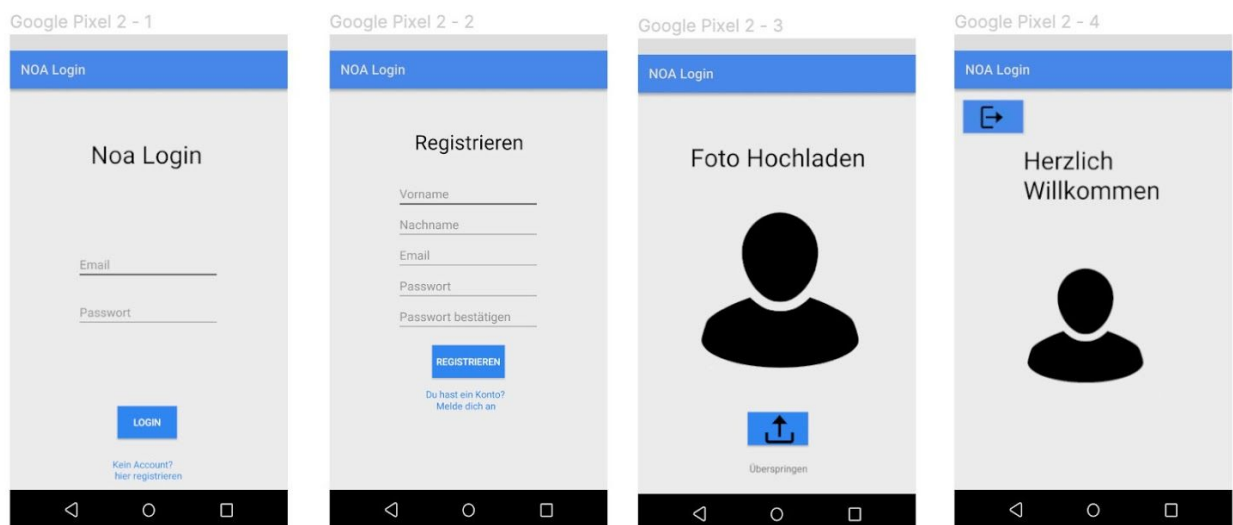 Google Pixel 2 - 1
NOA Login
Noa Login
Email
Passwort
LOGIN
Kein Account?
hier registrieren
Google Pixel 2 - 2
NOA Login
Registrieren
Vorname
Nachname
Email
Passwort
Passwort bestätigen
REGISTRIEREN
Du hast ein Konto?
Melde dich an
Google Pixel 2 - 3
NOA Login
Foto Hochladen
Überspringen
Google Pixel 2 - 4
NOA Login
Herzlich
Willkommen